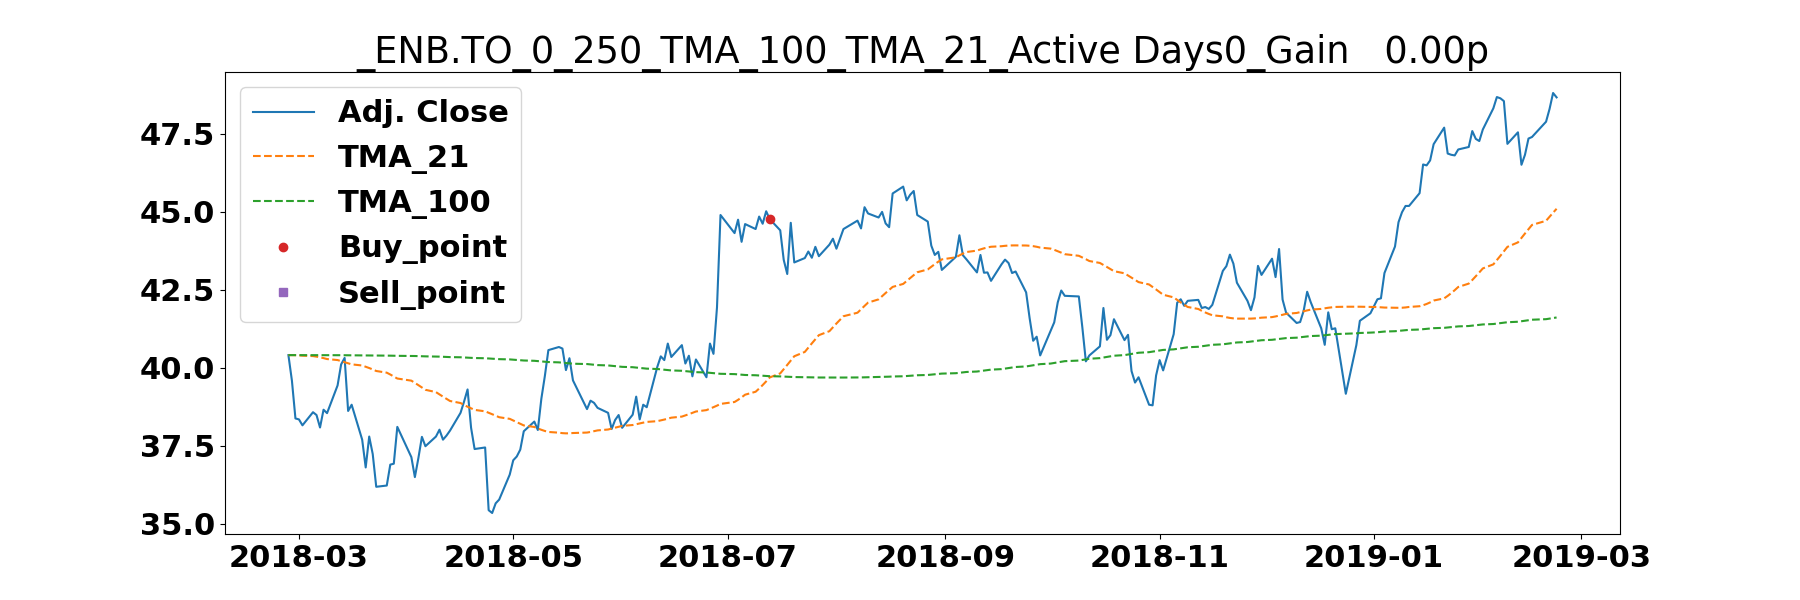 _ENB.TO_0_250_TMA_100_TMA_21_Active Days0_Gain   0.00p
Adj. Close
TMA_21
TMA_100
Buy_point
Sell_point
47.5
45.0
42.5
40.0
37.5
35.0
2018-03 2018-05 2018-07 2018-09 2018-11 2019-01 2019-03